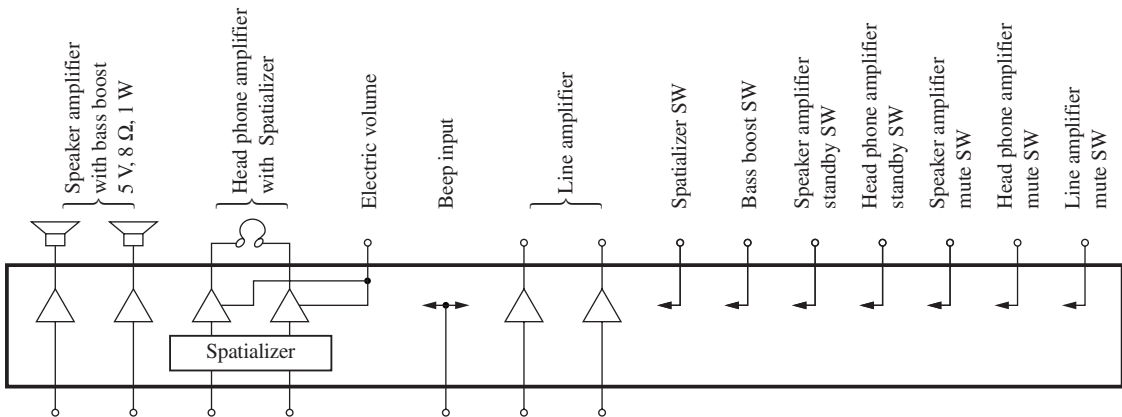 Speaker amplifier
with bass boost
5 V, 8 Ω, 1 W
Head phone amplifier
with Spatializer
Electric volume
Beep input
Line amplifier
Spatializer SW
Bass boost SW
Speaker amplifier
standby SW
Head phone amplifier
standby SW
Speaker amplifier
mute SW
Head phone amplifier
mute SW
Line amplifier
mute SW
Spatializer